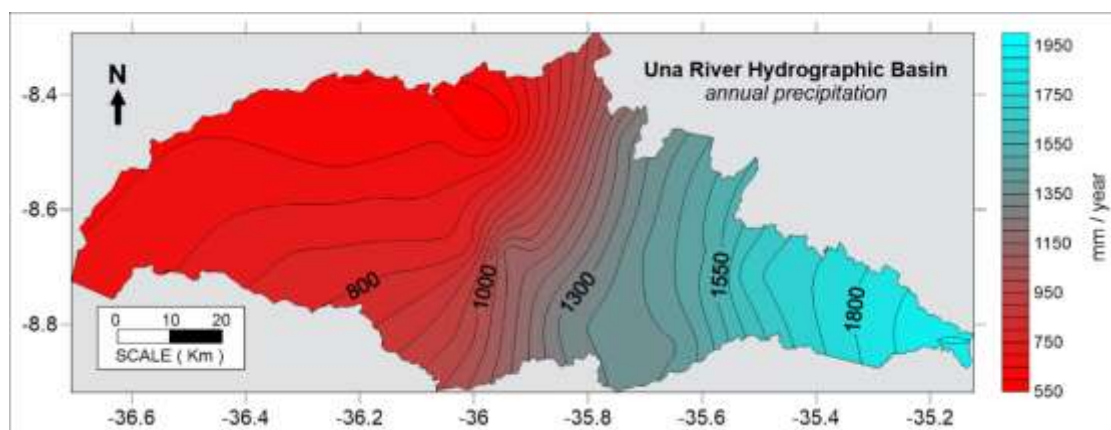 Una River Hydrographic Basin
annual precipitation
N
-8.4
-8.6
-8.8
800
1000
1300
1550
1800
0 10 20
SCALE ( Km )
-36.6 -36.4 -36.2 -36 -35.8 -35.6 -35.4 -35.2
1950
1750
1550
1350
1150
950
750
550
mm / year